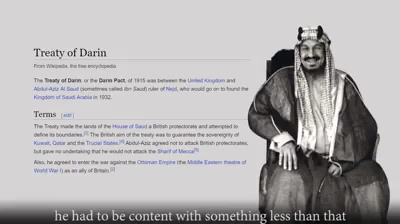 Treaty of Darin
From Wikipedia, the free encyclopedia
The Treaty of Darin, or the Darin Pact, of 1915 was between the United Kingdom and
Abdul-Aziz Al Saud (sometimes called Ibn Saud) ruler of Nejd, who would go on to found the
Kingdom of Saudi Arabia in 1932.
Terms [ edit ]
The Treaty made the lands of the House of Saud a British protectorate and attempted to
define its boundaries.[3] The British aim of the treaty was to guarantee the sovereignty of
Kuwait, Qatar and the Trucial States.[4] Abdul-Aziz agreed not to attack British protectorates,
but gave no undertaking that he would not attack the Sharif of Mecca[5]
Also, he agreed to enter the war against the Ottoman Empire (the Middle Eastern theatre of
World War I) as an ally of Britain.[2]
he had to be content with something less than that